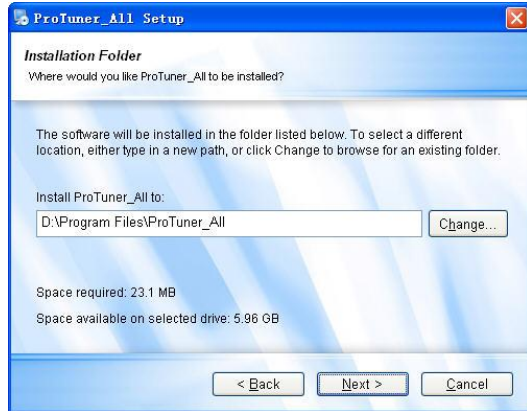 ProTuner_All Setup
Installation Folder
Where would you like ProTuner_All to be installed?
The software will be installed in the folder listed below. To select a different
location, either type in a new path, or click Change to browse for an existing folder.
Install ProTuner_All to:
D:\Program Files\ProTuner_All
Change...
Space required: 23.1 MB
Space available on selected drive: 5.96 GB
< Back
Next >
Cancel